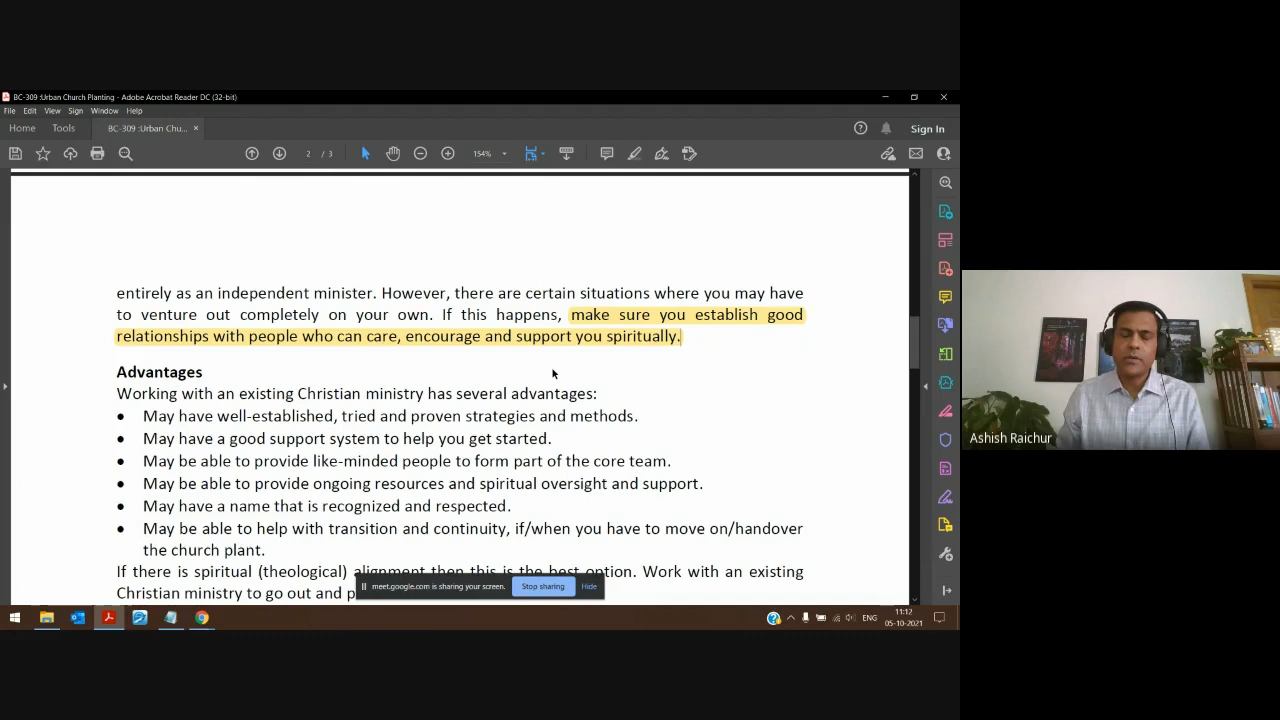 BC-309 :Urban Church Planting - Adobe Acrobat Reader DC (32-bit)
File Edit View Sign Window Help
Home Tools BC-309 :Urban Chu... × Sign In
2 / 3 154%
entirely as an independent minister. However, there are certain situations where you may have
to venture out completely on your own. If this happens, make sure you establish good
relationships with people who can care, encourage and support you spiritually.
Advantages
Working with an existing Christian ministry has several advantages:
• May have well-established, tried and proven strategies and methods.
• May have a good support system to help you get started.
• May be able to provide like-minded people to form part of the core team.
• May be able to provide ongoing resources and spiritual oversight and support.
• May have a name that is recognized and respected.
• May be able to help with transition and continuity, if/when you have to move on/handover
the church plant.
If there is spiritual (theological) alignment then this is the best option. Work with an existing
Christian ministry to go out and p
meet.google.com is sharing your screen. Stop sharing Hide
Ashish Raichur
ENG 11:12
05-10-2021